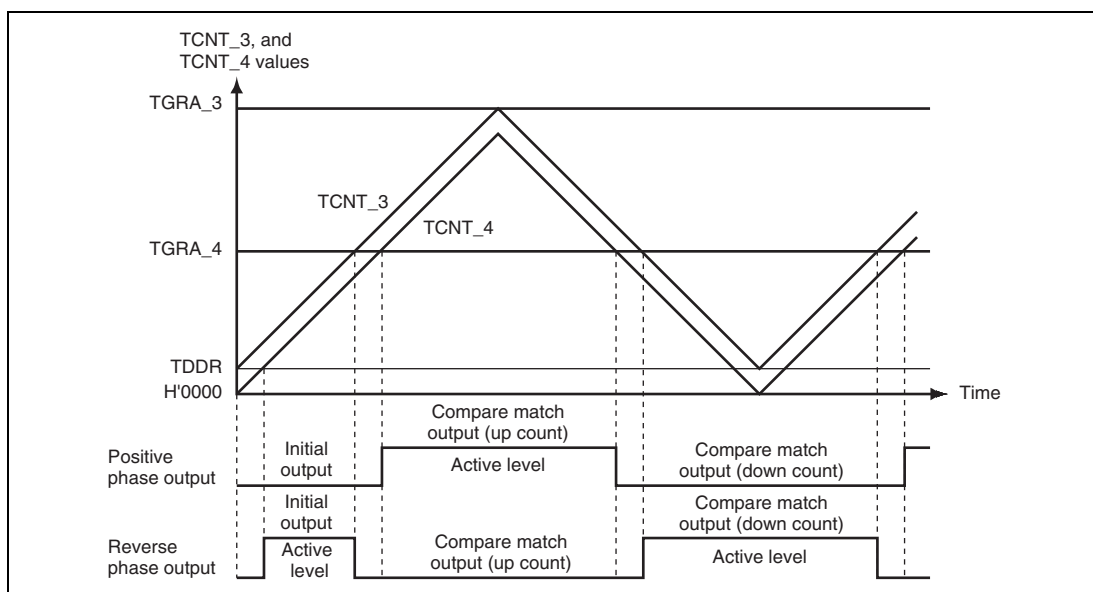 TCNT_3, and
TCNT_4 values
TGRA_3
TCNT_3
TCNT_4
TGRA_4
TDDR
H'0000
Time
Compare match
output (up count)
Positive
phase output
Initial
output
Active level
Compare match
output (down count)
Initial
output
Compare match
output (down count)
Reverse
phase output
Active
level
Compare match
output (up count)
Active level